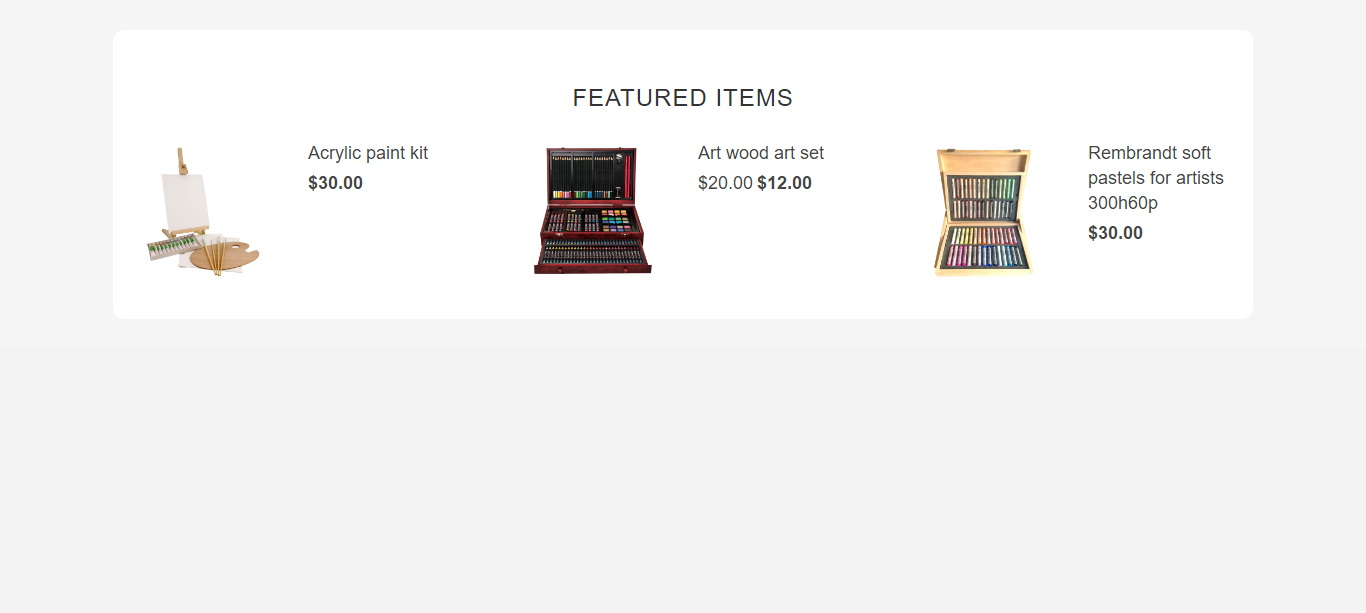 FEATURED ITEMS
Acrylic paint kit
$30.00
Art wood art set
$20.00 $12.00
Rembrandt soft
pastels for artists
300h60p
$30.00